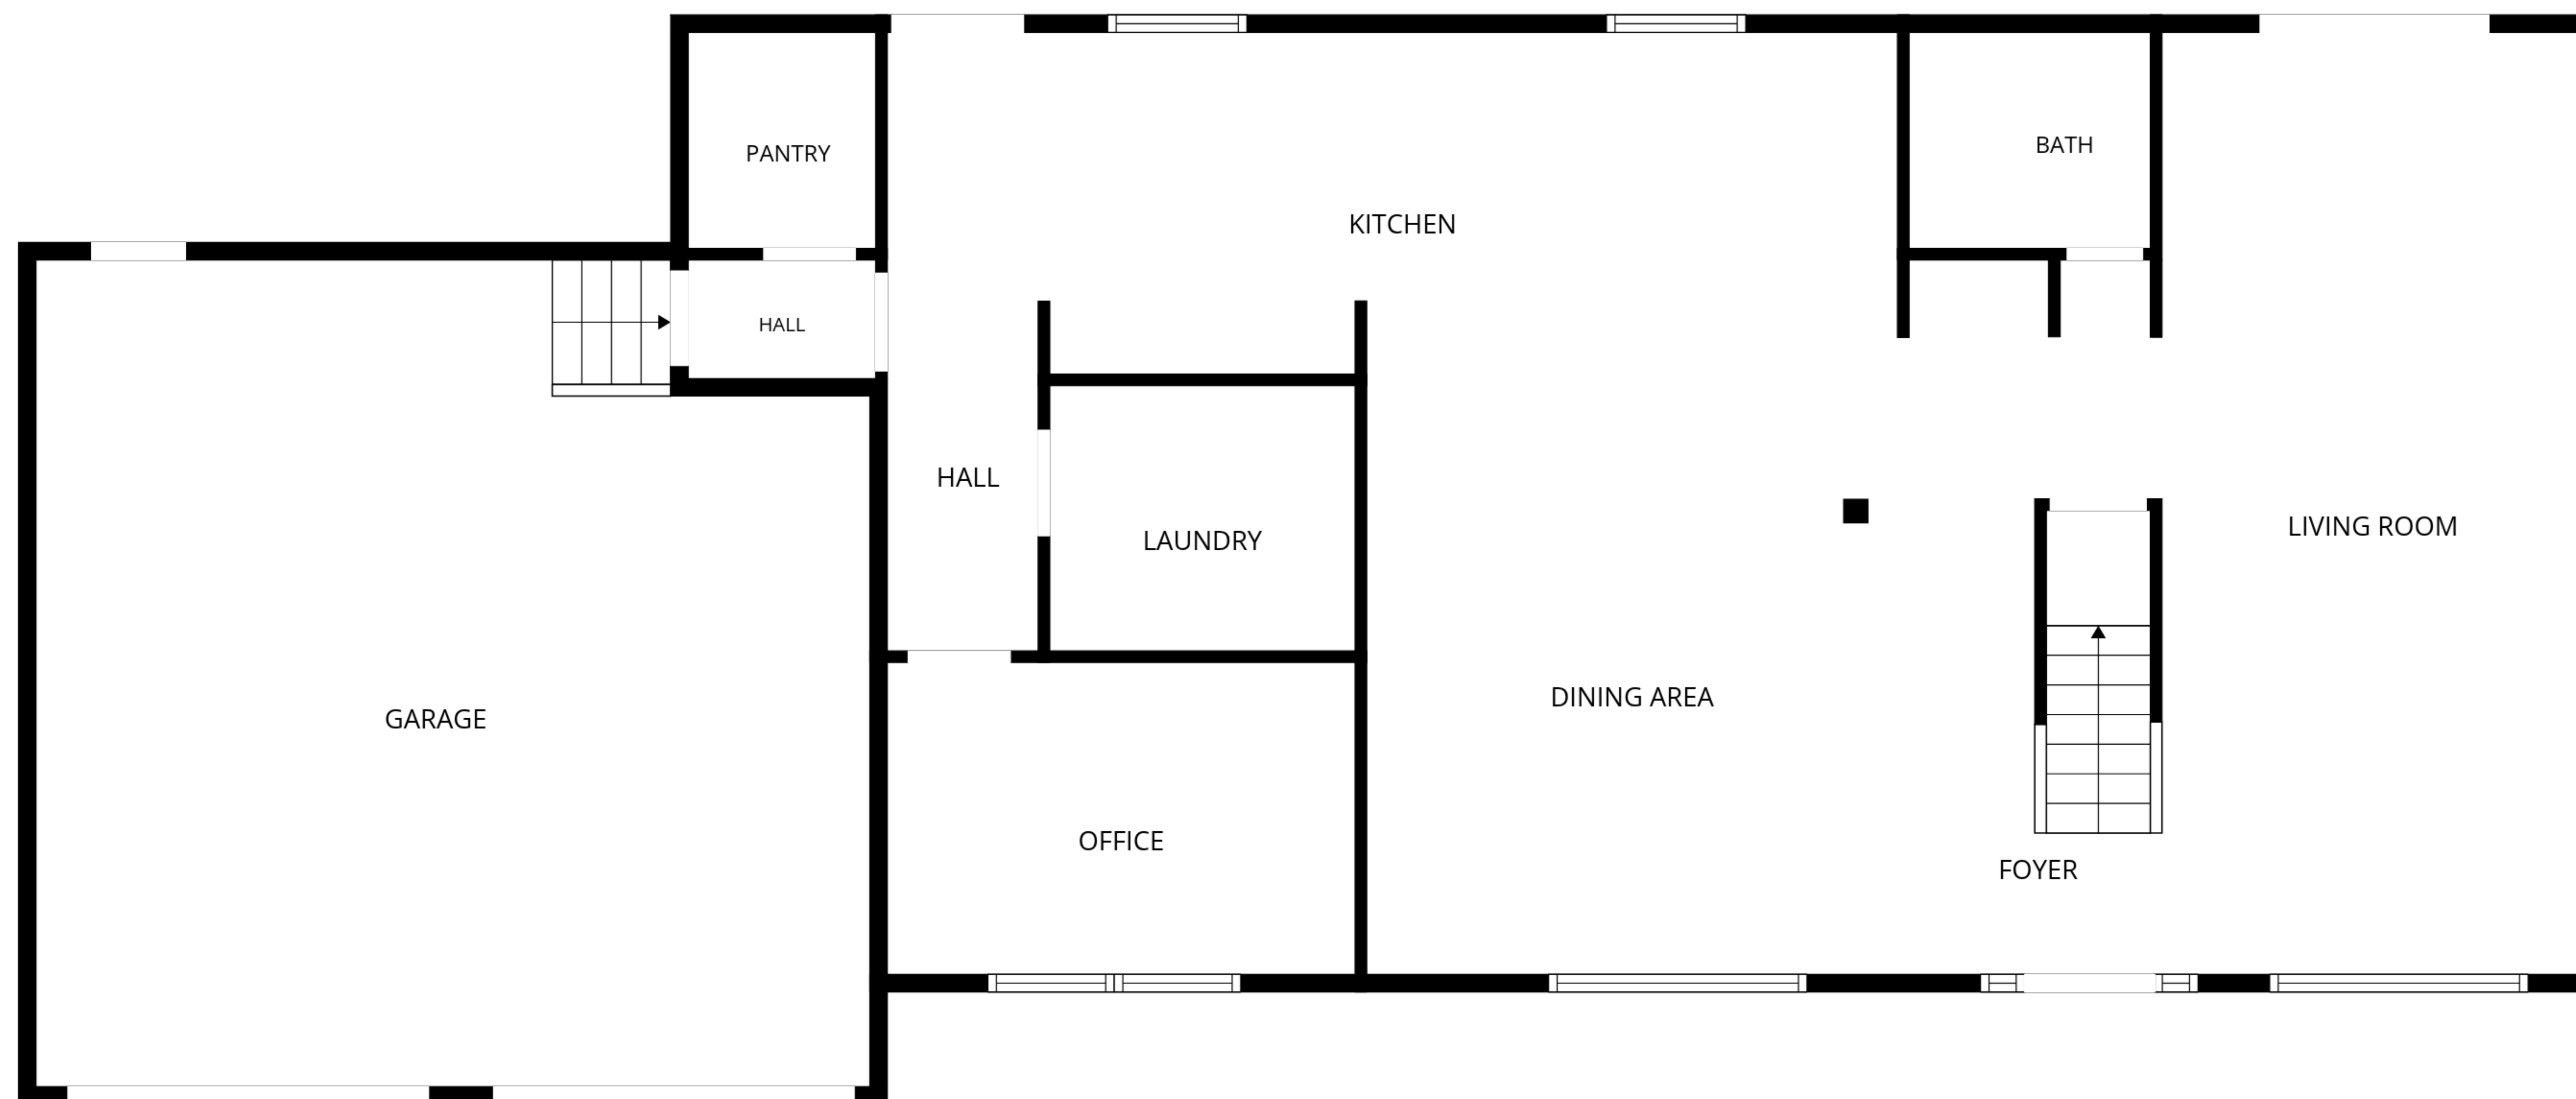 PANTRY
BATH
KITCHEN
HALL
HALL
LIVING ROOM
LAUNDRY
DINING AREA
GARAGE
OFFICE
FOYER